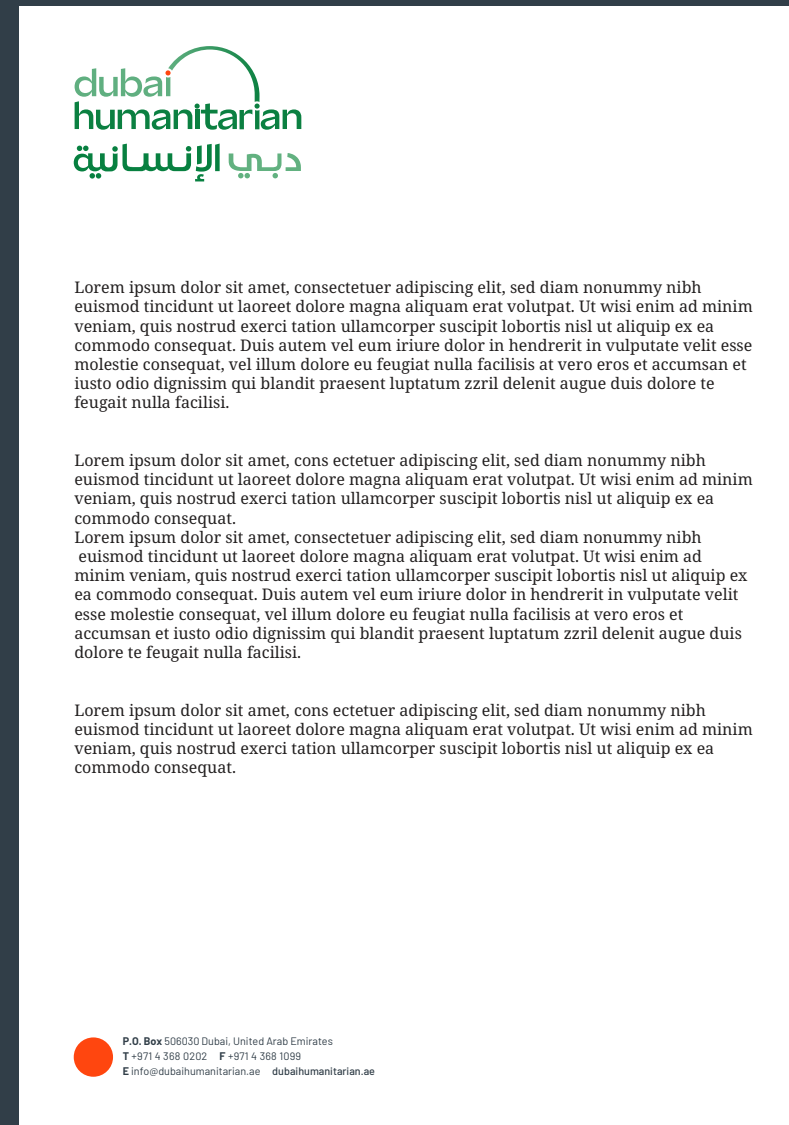 dubai
humanitarian
دبي الإنسانية
Lorem ipsum dolor sit amet, consectetuer adipiscing elit, sed diam nonummy nibh
euismod tincidunt ut laoreet dolore magna aliquam erat volutpat. Ut wisi enim ad minim
veniam, quis nostrud exerci tation ullamcorper suscipit lobortis nisl ut aliquip ex ea
commodo consequat. Duis autem vel eum iriure dolor in hendrerit in vulputate velit esse
molestie consequat, vel illum dolore eu feugiat nulla facilisis at vero eros et accumsan et
iusto odio dignissim qui blandit praesent luptatum zzril delenit augue duis dolore te
feugait nulla facilisi.
Lorem ipsum dolor sit amet, cons ectetuer adipiscing elit, sed diam nonummy nibh
euismod tincidunt ut laoreet dolore magna aliquam erat volutpat. Ut wisi enim ad minim
veniam, quis nostrud exerci tation ullamcorper suscipit lobortis nisl ut aliquip ex ea
commodo consequat.
Lorem ipsum dolor sit amet, consectetuer adipiscing elit, sed diam nonummy nibh
euismod tincidunt ut laoreet dolore magna aliquam erat volutpat. Ut wisi enim ad
minim veniam, quis nostrud exerci tation ullamcorper suscipit lobortis nisl ut aliquip ex
ea commodo consequat. Duis autem vel eum iriure dolor in hendrerit in vulputate velit
esse molestie consequat, vel illum dolore eu feugiat nulla facilisis at vero eros et
accumsan et iusto odio dignissim qui blandit praesent luptatum zzril delenit augue duis
dolore te feugait nulla facilisi.
Lorem ipsum dolor sit amet, cons ectetuer adipiscing elit, sed diam nonummy nibh
euismod tincidunt ut laoreet dolore magna aliquam erat volutpat. Ut wisi enim ad minim
veniam, quis nostrud exerci tation ullamcorper suscipit lobortis nisl ut aliquip ex ea
commodo consequat.
P.O. Box 506030 Dubai, United Arab Emirates
T +971 4 368 0202 F +971 4 368 1099
E info@dubaihumanitarian.ae dubaihumanitarian.ae